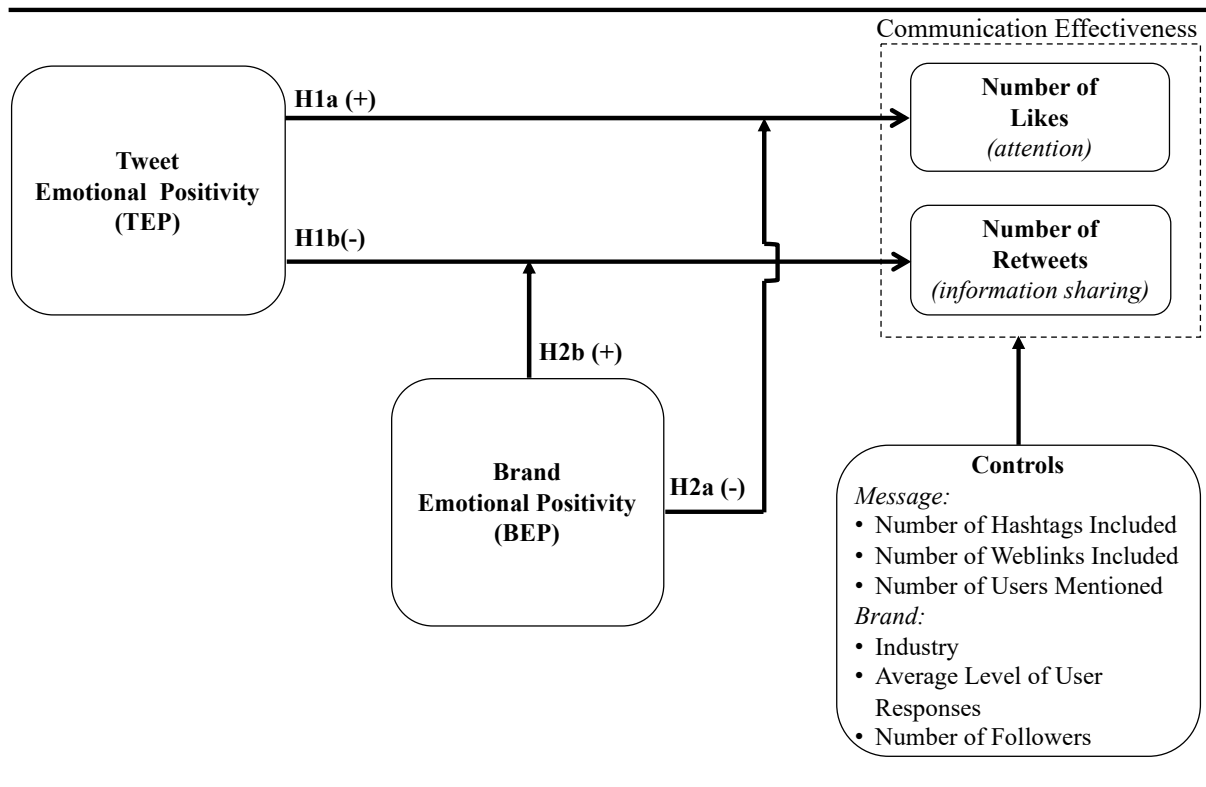 Communication Effectiveness
H1a (+)
Number of
Likes
(attention)
Tweet
Emotional Positivity
(TEP)
H1b(-)
Number of
Retweets
(information sharing)
H2b (+)
Brand
Emotional Positivity
(BEP)
H2a (-)
Controls
Message:
• Number of Hashtags Included
• Number of Weblinks Included
• Number of Users Mentioned
Brand:
• Industry
• Average Level of User
Responses
• Number of Followers